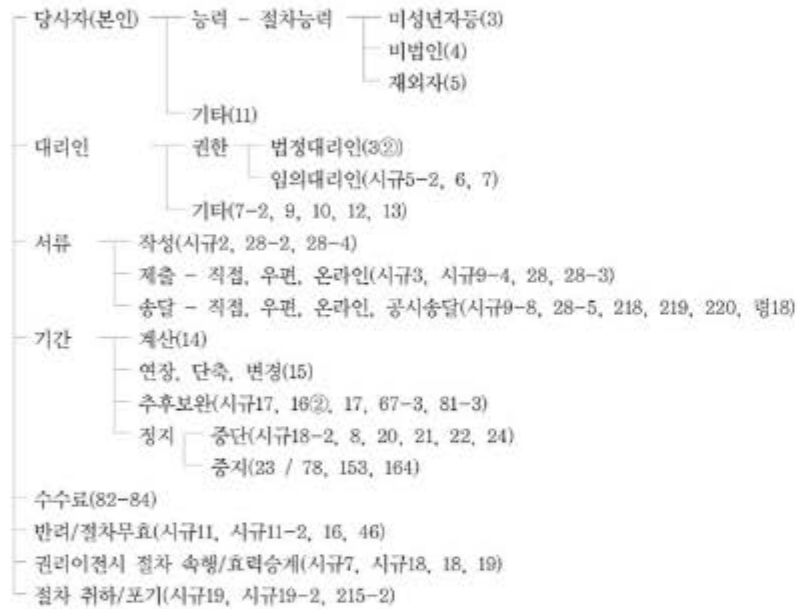 당사자(본인) 능력 - 절차능력 미성년자등(3)
비법인(4)
재외자(5)
기타(11)
대리인 권한 법정대리인(3②)
임의대리인(시규5-2, 6, 7)
기타(7-2, 9, 10, 12, 13)
서류 작성(시규2, 28-2, 28-4)
제출 - 직접, 우편, 온라인(시규3, 시규9-4, 28, 28-3)
송달 - 직접, 우편, 온라인, 공시송달(시규9-8, 28-5, 218, 219, 220, 령18)
기간 계산(14)
연장, 단축, 변경(15)
추후보완(시규17, 16②, 17, 67-3, 81-3)
정지 중단(시규18-2, 8, 20, 21, 22, 24)
중지(23 / 78, 153, 164)
수수료(82-84)
반려/절차무효(시규11, 시규11-2, 16, 46)
권리이전시 절차 속행/효력승계(시규7, 시규18, 18, 19)
절차 취하/포기(시규19, 시규19-2, 215-2)